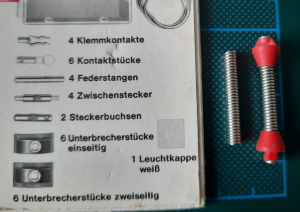 4 Klemmkontakte
6 Kontaktstücke
4 Federstangen
4 Zwischenstecker
2 Steckerbuchsen
6 Unterbrecherstücke
einseitig
1 Leuchtkappe
weiß
6 Unterbrecherstücke zweiseitig